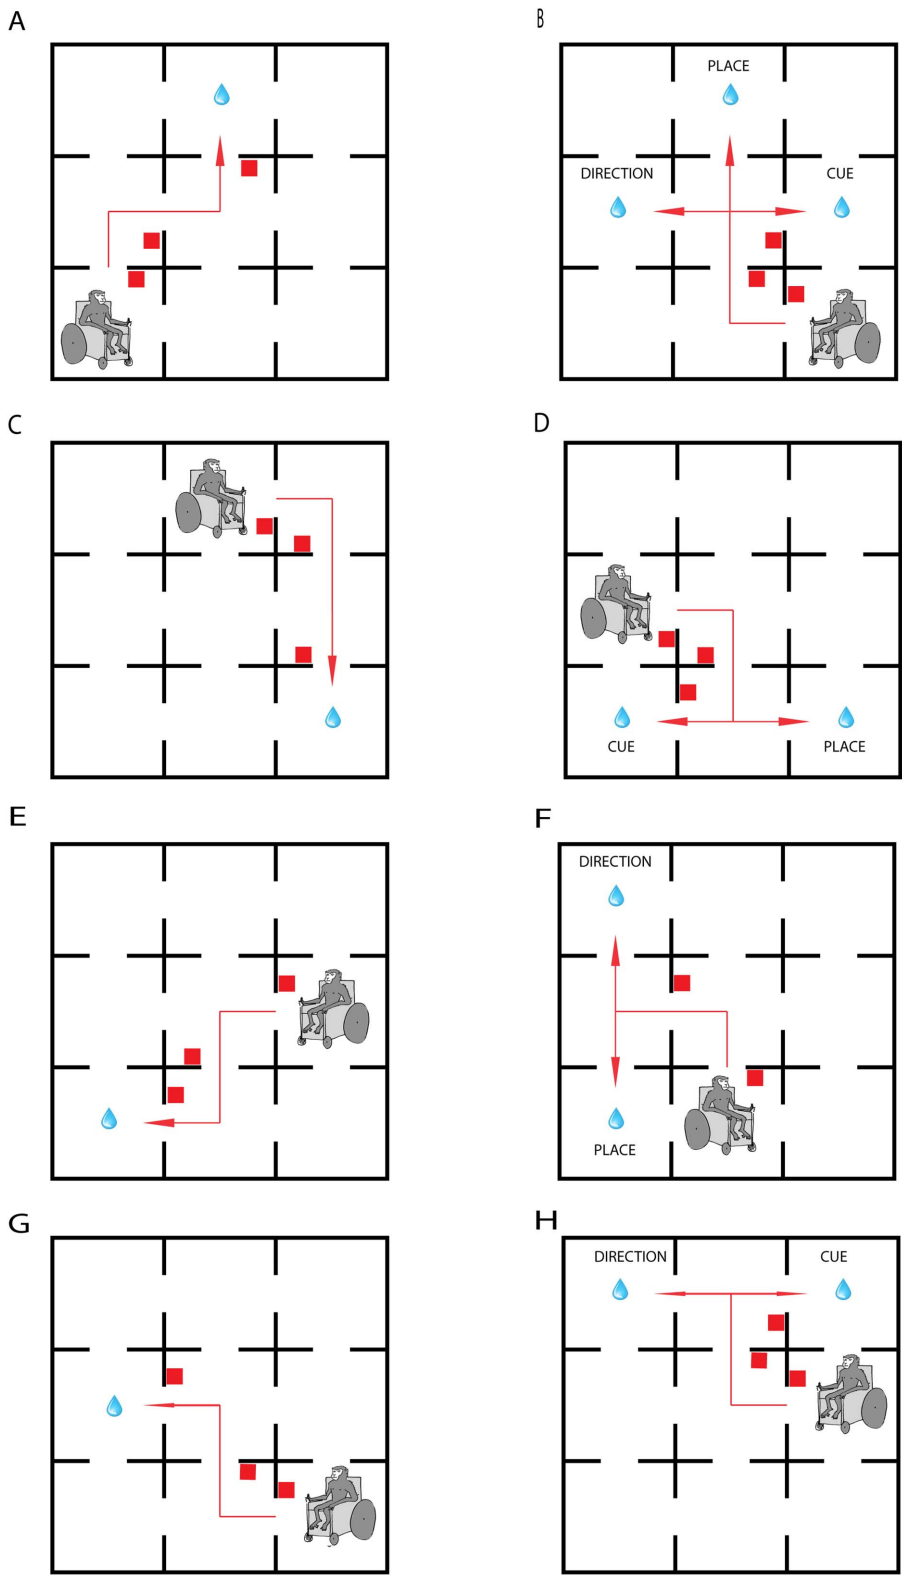 A
B
PLACE
DIRECTION
CUE
C
D
CUE
PLACE
E
F
DIRECTION
PLACE
G
H
DIRECTION
CUE